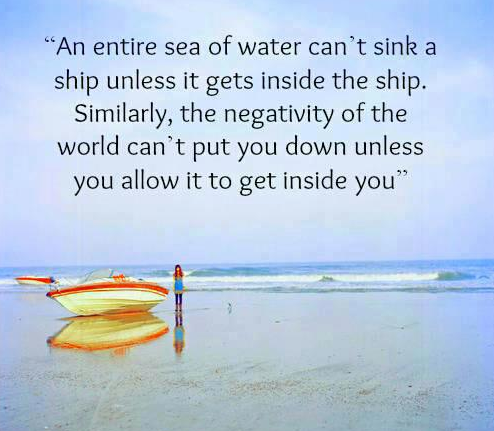 “An entire sea of water can’t sink a
ship unless it gets inside the ship.
Similarly, the negativity of the
world can’t put you down unless
you allow it to get inside you”